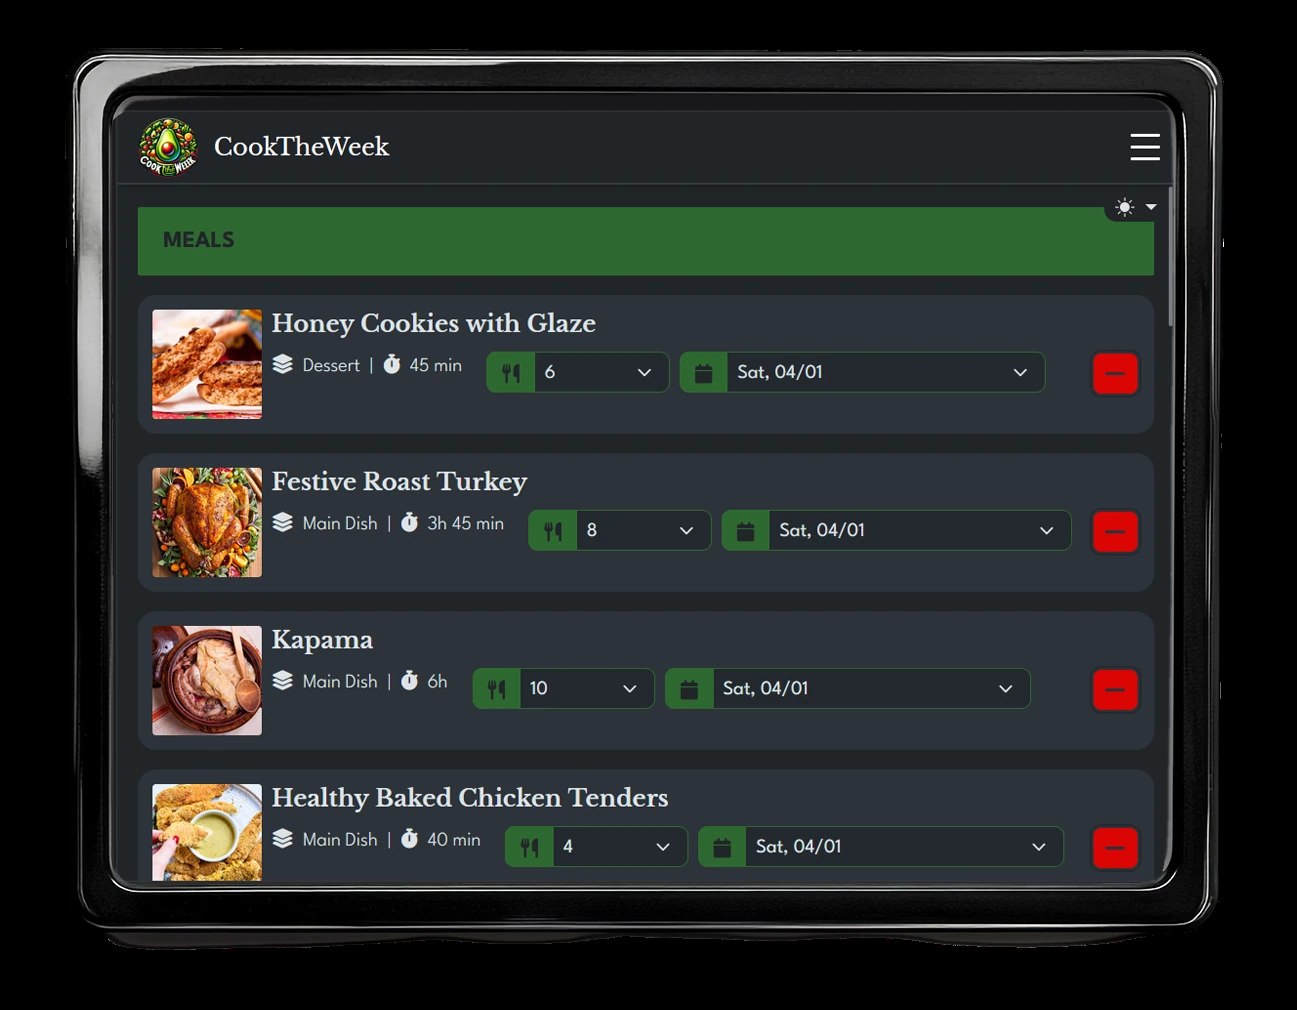 COOK the WEEK
CookTheWeek
MEALS
Honey Cookies with Glaze
Dessert | 45 min 6 Sat, 04/01
Festive Roast Turkey
Main Dish | 3h 45 min 8 Sat, 04/01
Kapama
Main Dish | 6h 10 Sat, 04/01
Healthy Baked Chicken Tenders
Main Dish | 40 min 4 Sat, 04/01